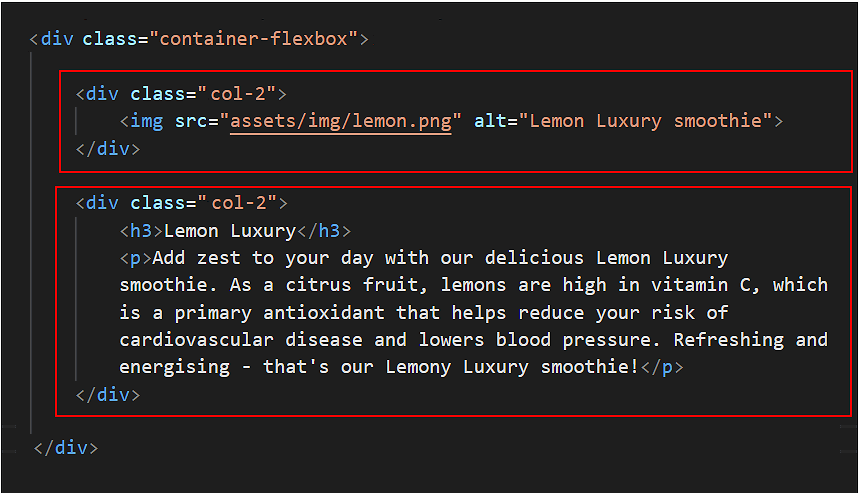 <div class="container-flexbox">
<div class=" col-2">
<img src="assets/img/lemon.png" alt="Lemon Luxury smoothie">
</div>
<div class=" col-2">
<h3>Lemon Luxury</h3>
<p>Add zest to your day with our delicious Lemon Luxury
smoothie. As a citrus fruit, lemons are high in vitamin C, which
is a primary antioxidant that helps reduce your risk of
cardiovascular disease and lowers blood pressure. Refreshing and
energising - that's our Lemony Luxury smoothie!</p>
</div>
</div>